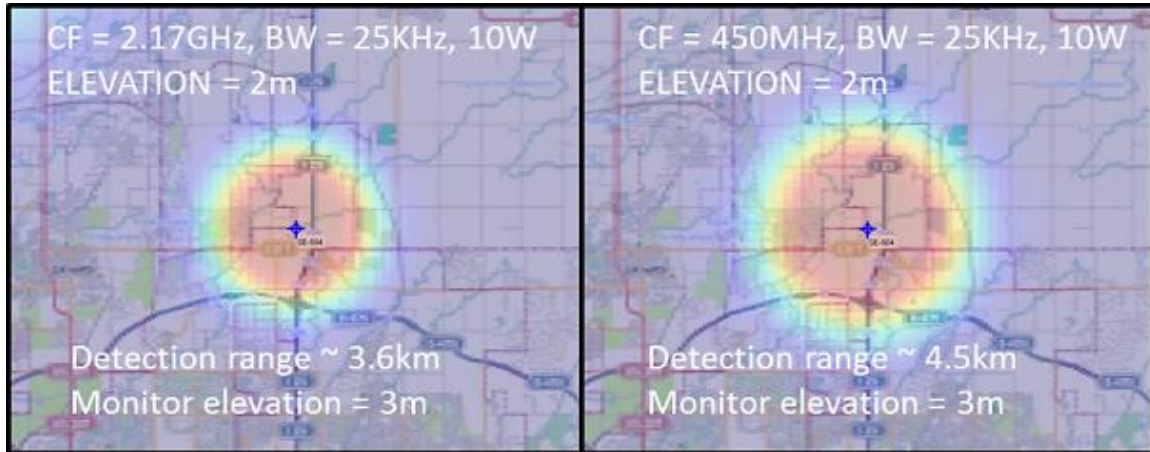 CF = 2.17GHz, BW = 25KHz, 10W
ELEVATION = 2m
Detection range ~ 3.6km
Monitor elevation = 3m
CF = 450MHz, BW = 25KHz, 10W
ELEVATION = 2m
Detection range ~ 4.5km
Monitor elevation = 3m